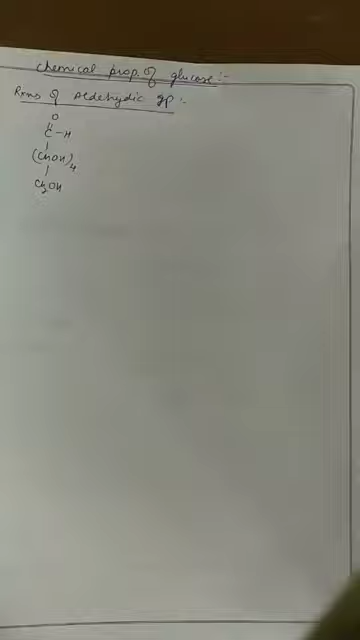 chemical prop. of glucose:-
Rxns of Aldehydic gp:-
O
C-H
(CHOH)4
CH2OH